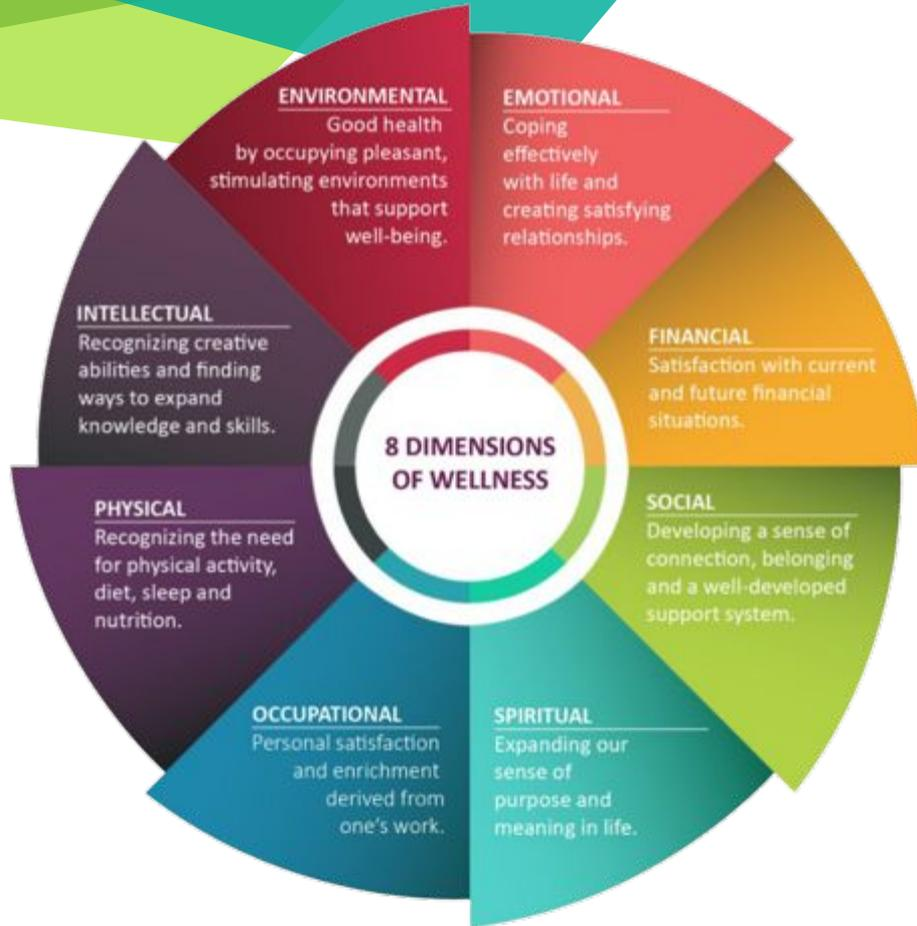 ENVIRONMENTAL
Good health
by occupying pleasant,
stimulating environments
that support
well-being.
EMOTIONAL
Coping
effectively
with life and
creating satisfying
relationships.
FINANCIAL
Satisfaction with current
and future financial
situations.
SOCIAL
Developing a sense of
connection, belonging
and a well-developed
support system.
SPIRITUAL
Expanding our
sense of
purpose and
meaning in life.
OCCUPATIONAL
Personal satisfaction
and enrichment
derived from
one's work.
PHYSICAL
Recognizing the need
for physical activity,
diet, sleep and
nutrition.
INTELLECTUAL
Recognizing creative
abilities and finding
ways to expand
knowledge and skills.
8 DIMENSIONS
OF WELLNESS